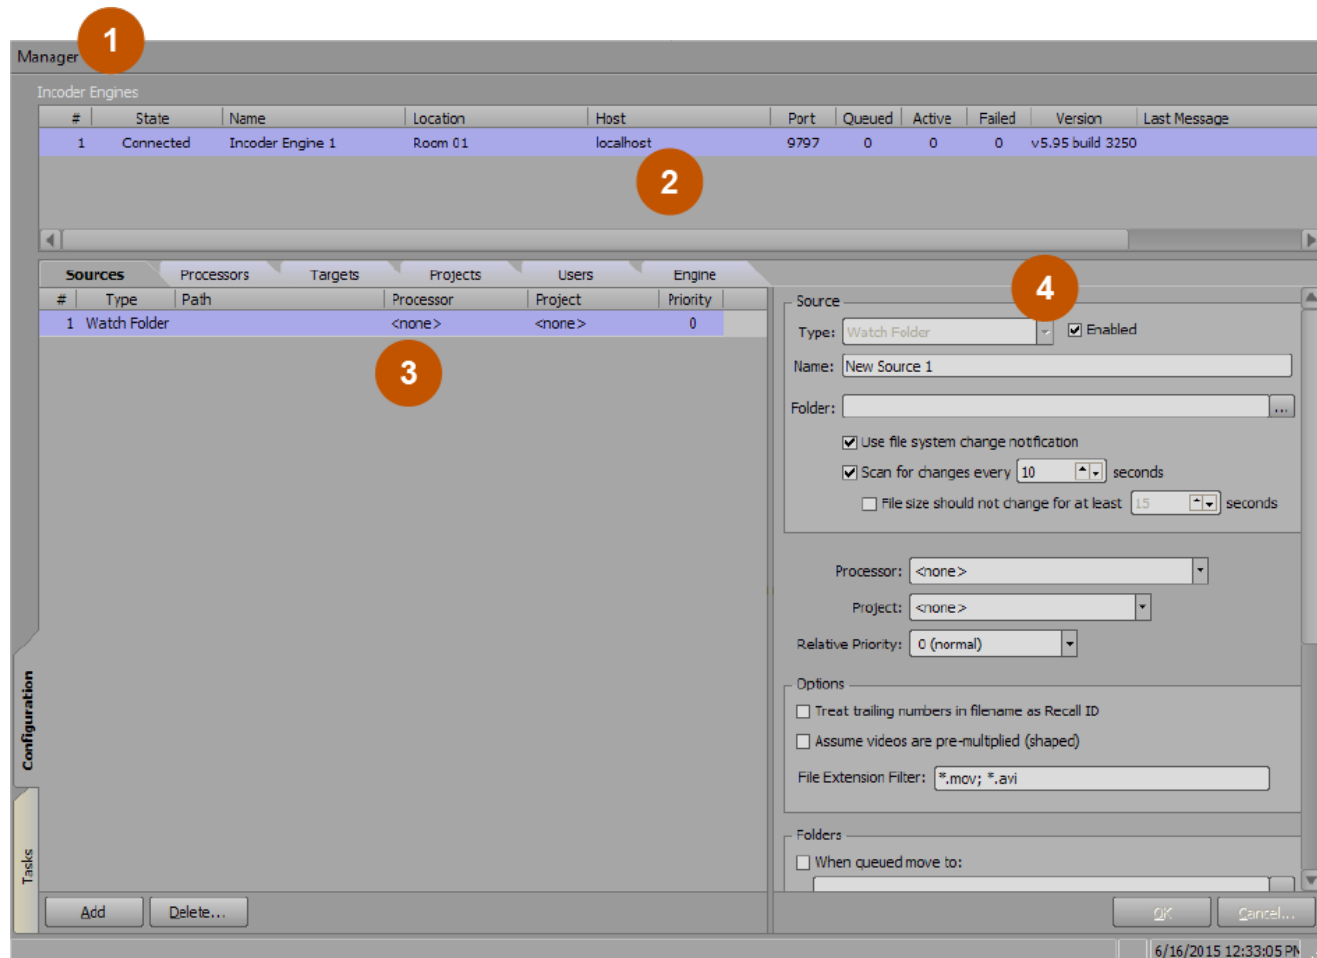 1
Manager
Incoder Engines
# State Name Location Host Port Queued Active Failed Version Last Message
1 Connected Incoder Engine 1 Room 01 localhost 9797 0 0 0 v5.95 build 3250
2
Sources Processors Targets Projects Users Engine
# Type Path Processor Project Priority
1 Watch Folder <none> <none> 0
3
4
Source
Type: Watch Folder Enabled
Name: New Source 1
Folder: ...
Use file system change notification
Scan for changes every 10 seconds
File size should not change for at least 15 seconds
Processor: <none>
Project: <none>
Relative Priority: 0 (normal)
Options
Treat trailing numbers in filename as Recall ID
Assume videos are pre-multiplied (shaped)
File Extension Filter: *.mov; *.avi
Folders
When queued move to:
Configuration
Tasks
Add Delete...
OK Cancel...
6/16/2015 12:33:05 PM